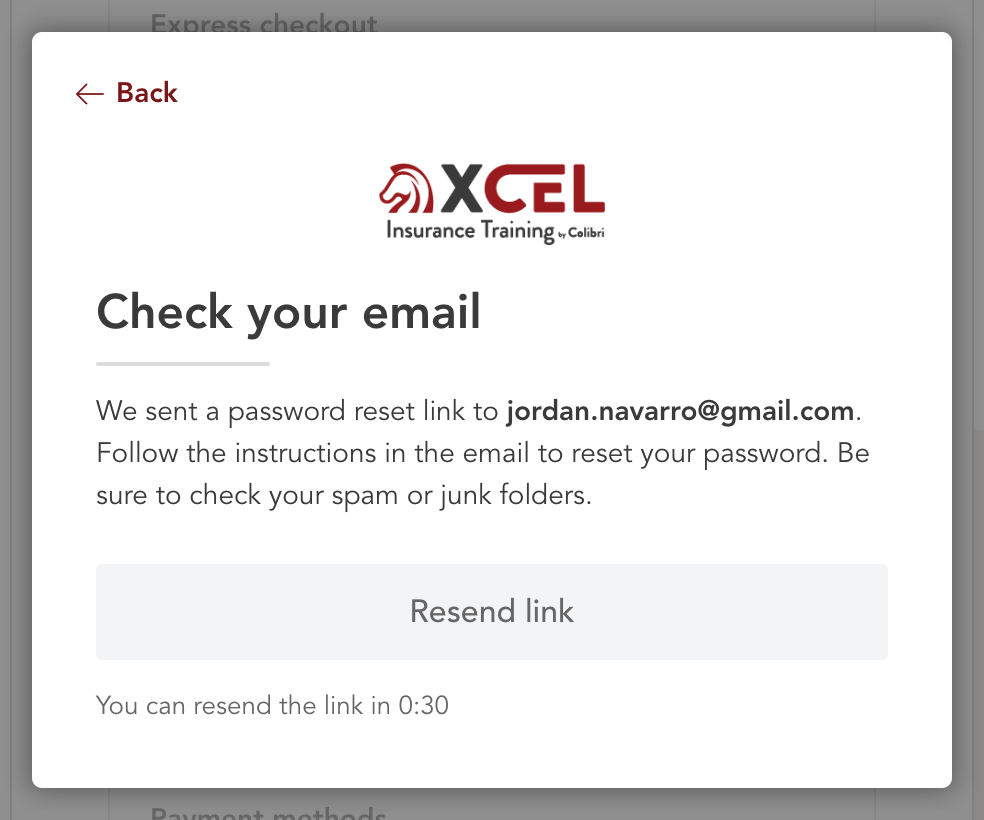 Express checkout
Back
XCEL
Insurance Training by Colibri
Check your email
We sent a password reset link to jordan.navarro@gmail.com.
Follow the instructions in the email to reset your password. Be
sure to check your spam or junk folders.
Resend link
You can resend the link in 0:30
Payment methods